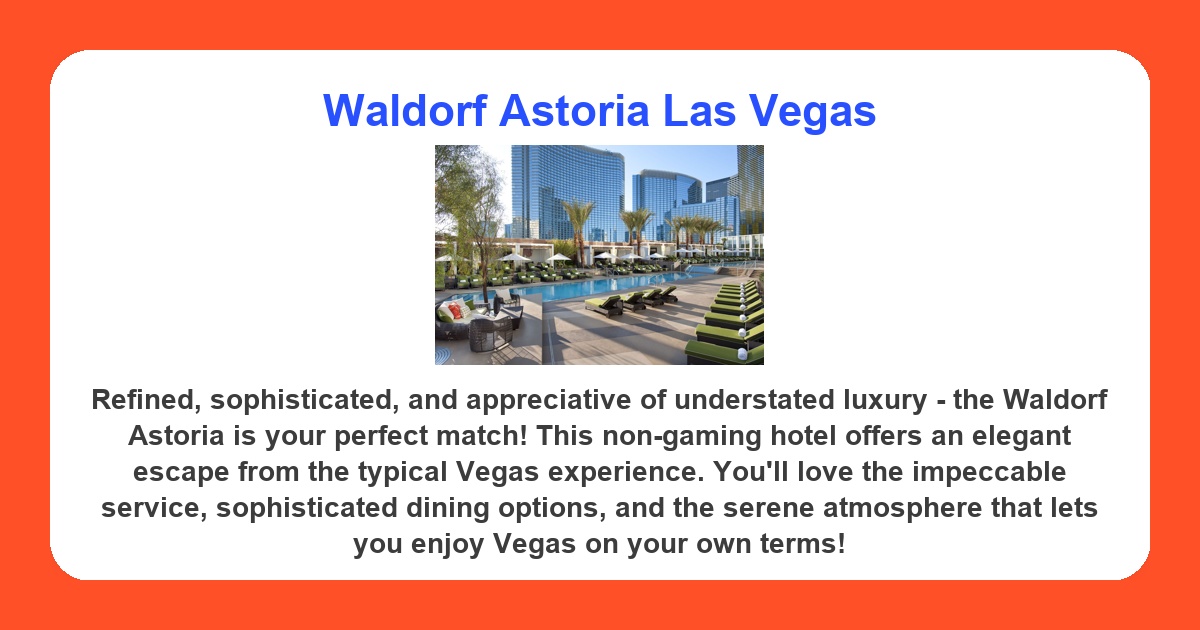 Waldorf Astoria Las Vegas
Refined, sophisticated, and appreciative of understated luxury - the Waldorf
Astoria is your perfect match! This non-gaming hotel offers an elegant
escape from the typical Vegas experience. You'll love the impeccable
service, sophisticated dining options, and the serene atmosphere that lets
you enjoy Vegas on your own terms!